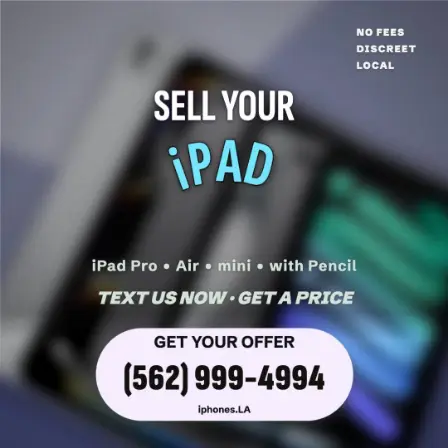 NO FEES
DISCREET
LOCAL
SELL YOUR
iPAD
iPad Pro • Air • mini • with Pencil
TEXT US NOW · GET A PRICE
GET YOUR OFFER
(562) 999-4994
iphones.LA